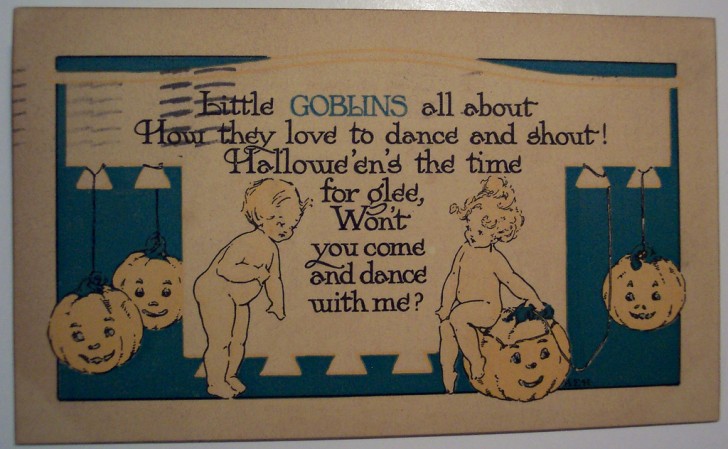 Little GOBLINS all about
How they love to dance and shout!
Hallowe'en's the time
for glee,
Won't
you come
and dance
with me?